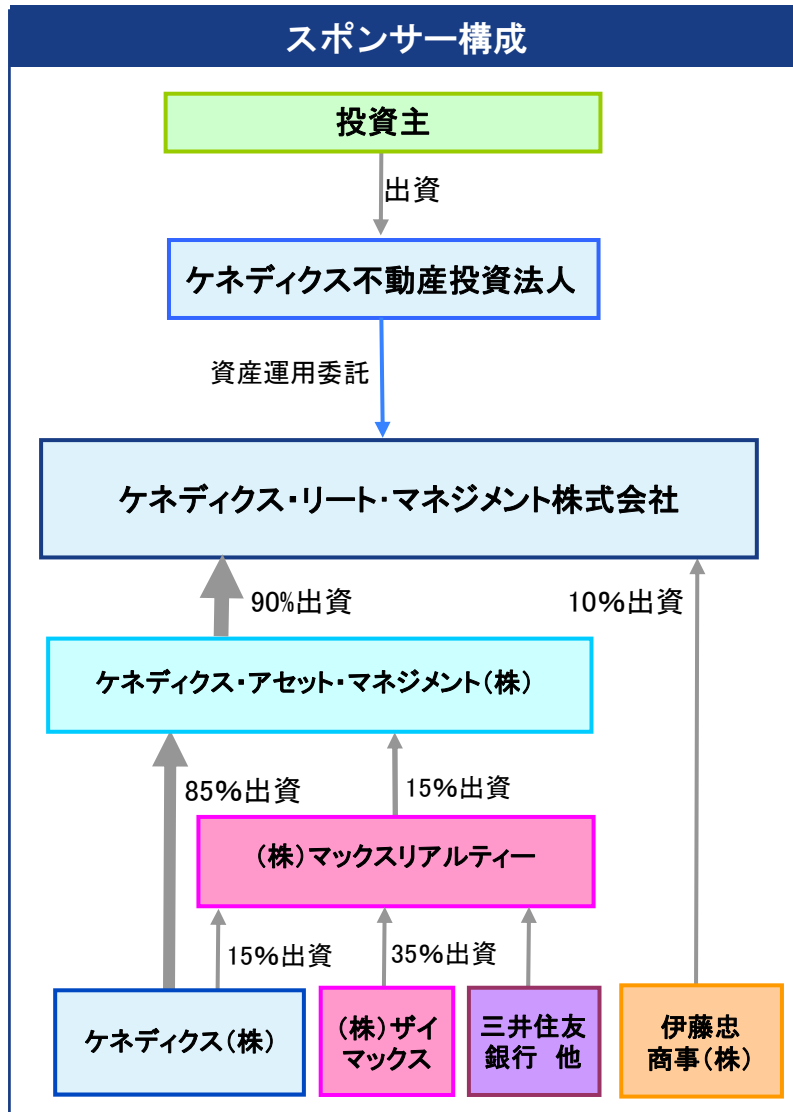 スポンサー構成
投資主
出資
ケネディクス不動産投資法人
資産運用委託
ケネディクス・リート・マネジメント株式会社
90%出資
10%出資
ケネディクス・アセット・マネジメント(株)
85%出資
15%出資
(株)マックスリアルティー
15%出資
35%出資
ケネディクス(株)
(株)ザイ
マックス
三井住友
銀行 他
伊藤忠
商事(株)